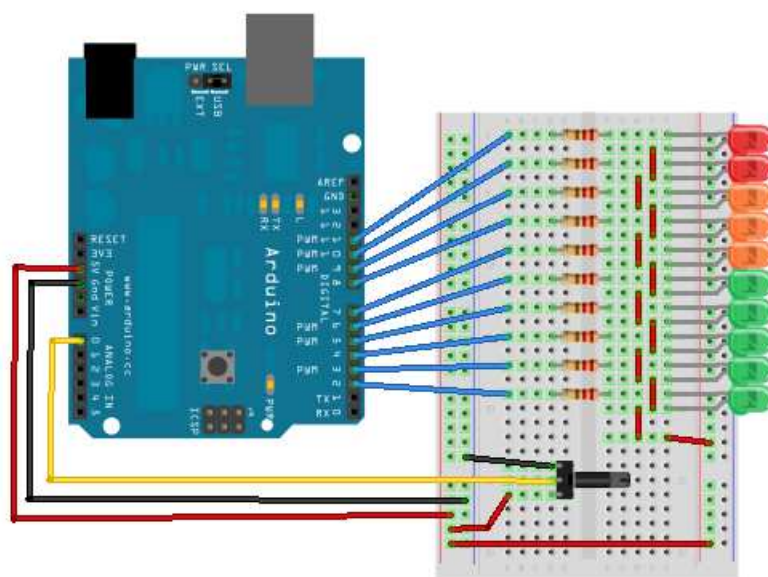 PWR SEL
EXT
USB
AREF
GND
13
12
PWM 11
PWM 10
PWM 9
8
7
PWM 6
PWM 5
4
PWM 3
2
TX 1
RX 0
DIGITAL
RX
TX
L
Arduino
www.arduino.cc
RESET
3V3
5V
Gnd
Vin
POWER
0
1
2
3
4
5
ANALOG IN
ICSP
PWR